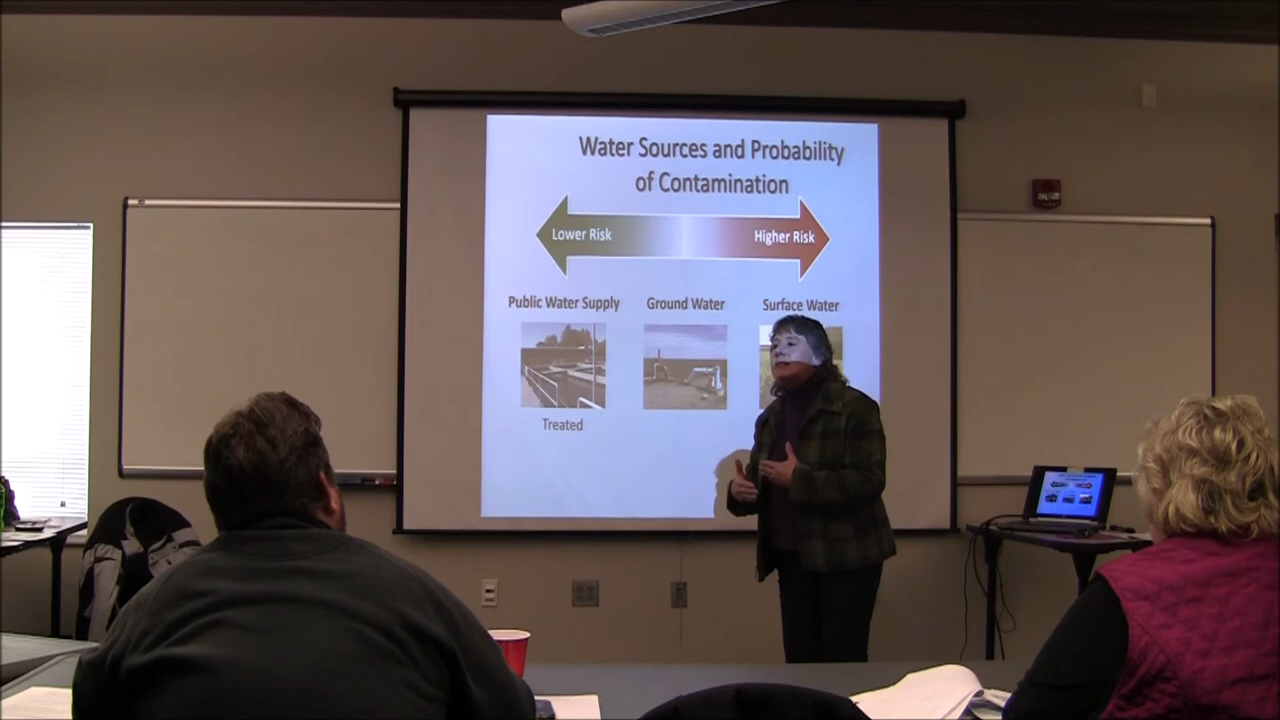 Water Sources and Probability
of Contamination
Lower Risk
Higher Risk
Public Water Supply
Ground Water
Surface Water
Treated